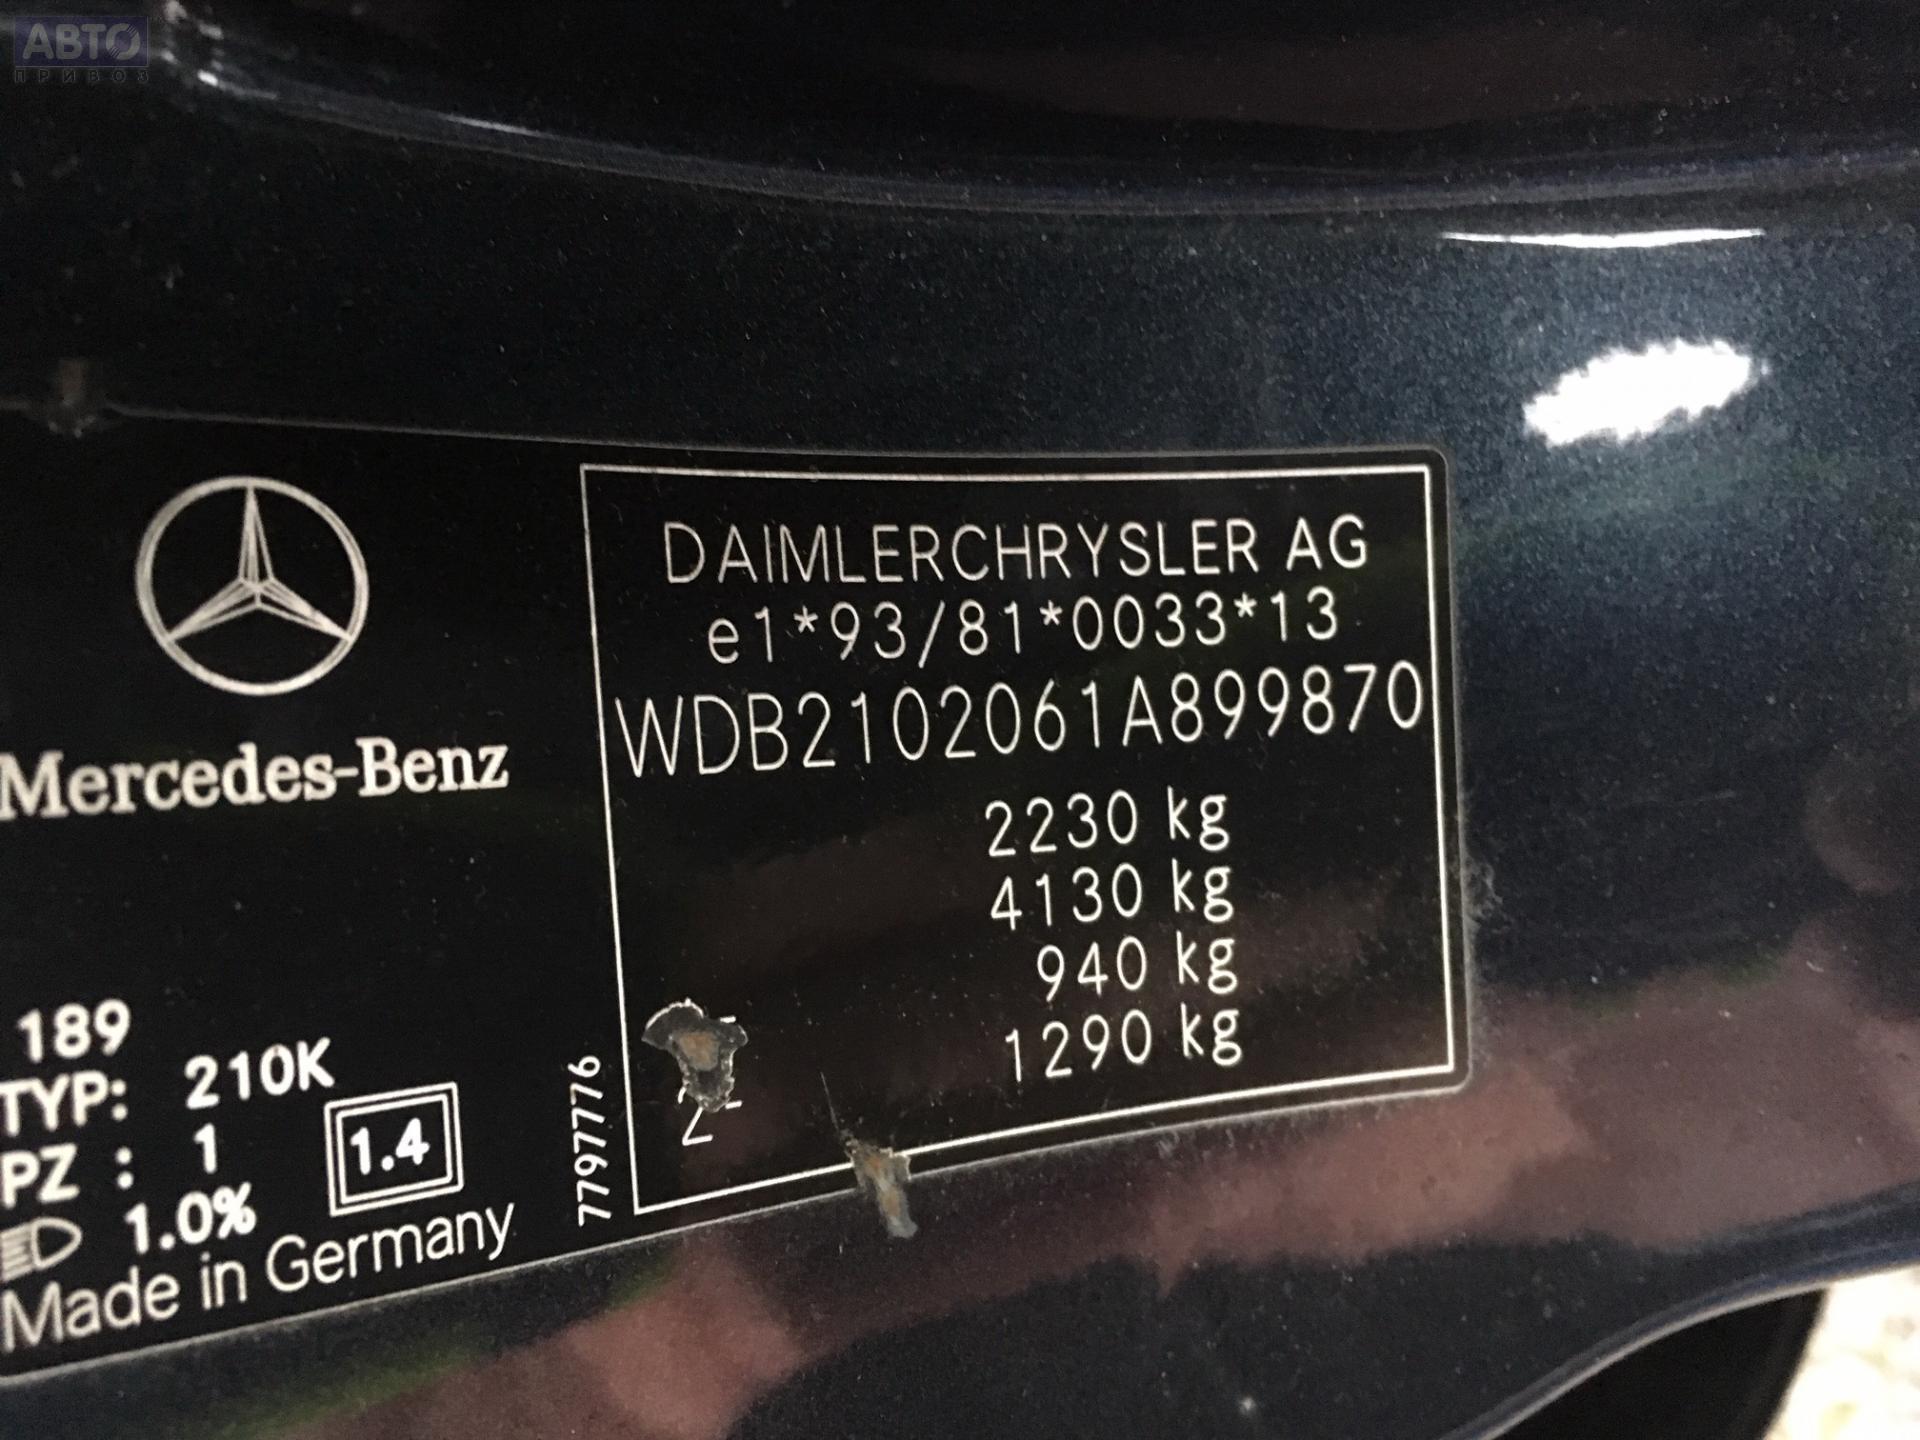 АВТО
ПРИВОЗ
DAIMLERCHRYSLER AG
e1*93/81*0033*13
WDB2102061A899870
2230 kg
4130 kg
940 kg
1290 kg
Mercedes-Benz
189
TYP: 210K
PZ : 1
1.4
1.0%
Made in Germany
7797776